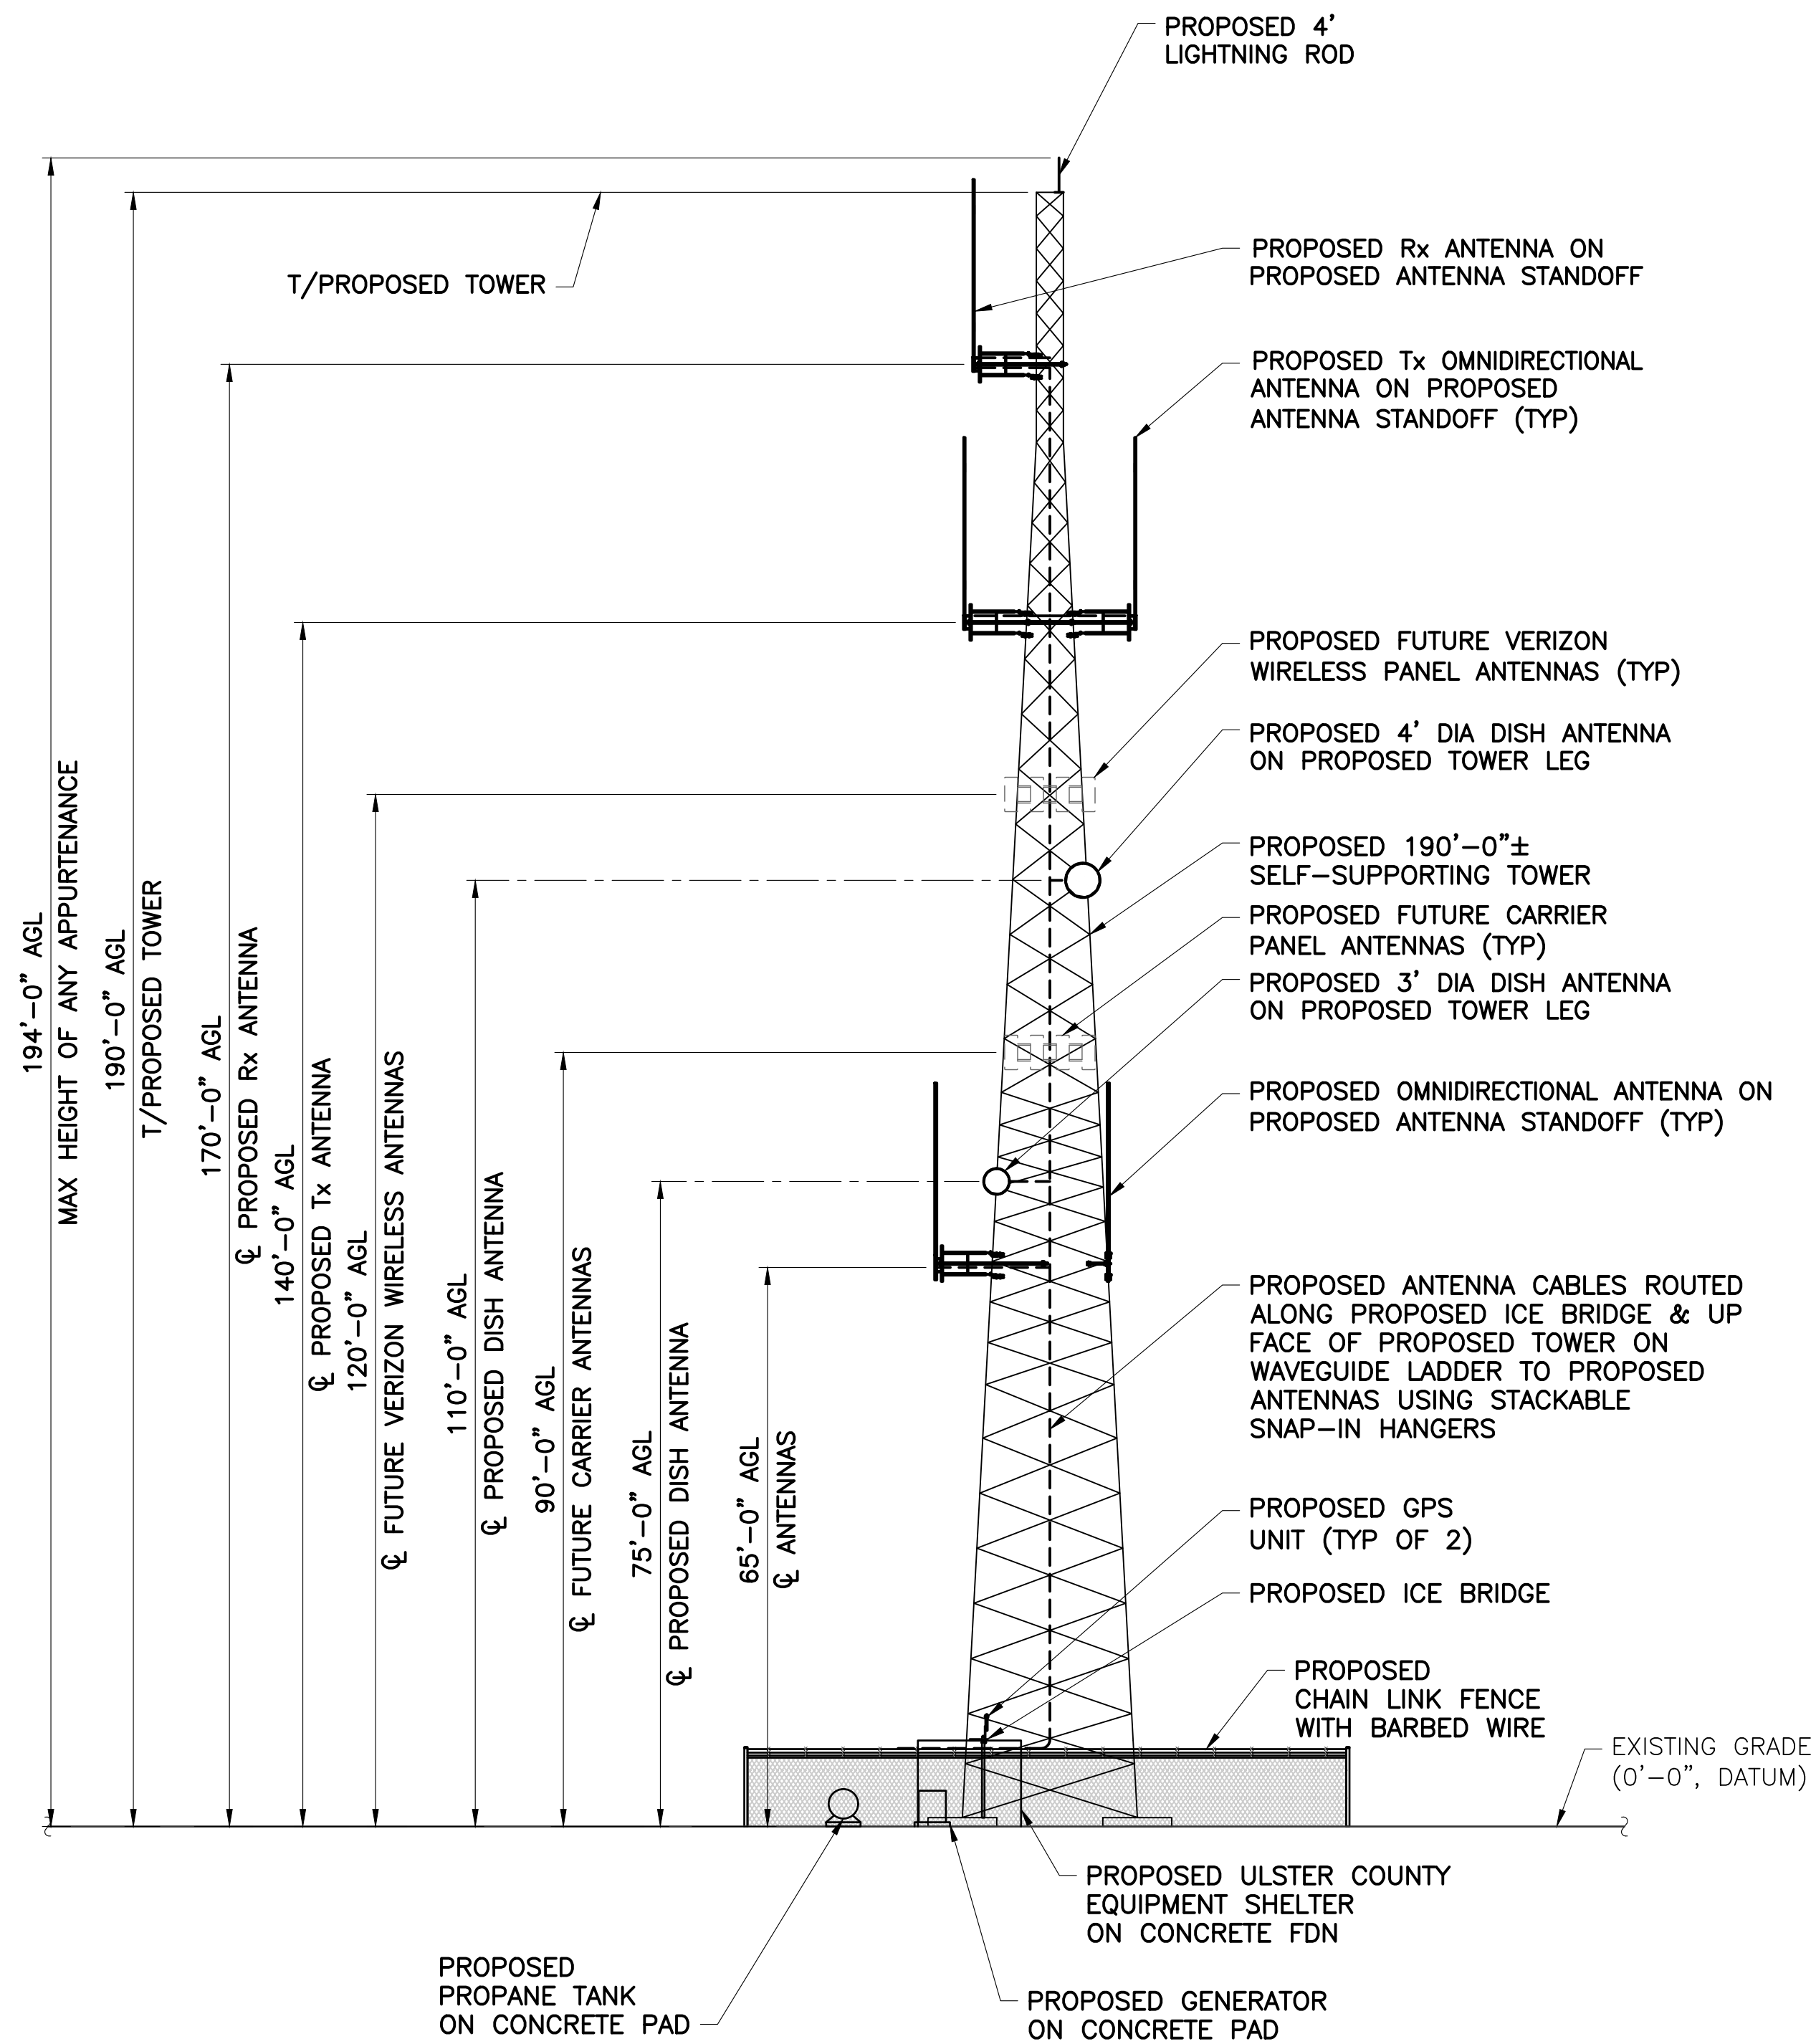 PROPOSED 4'
LIGHTNING ROD
T/PROPOSED TOWER
PROPOSED Rx ANTENNA ON
PROPOSED ANTENNA STANDOFF
PROPOSED Tx OMNIDIRECTIONAL
ANTENNA ON PROPOSED
ANTENNA STANDOFF (TYP)
PROPOSED FUTURE VERIZON
WIRELESS PANEL ANTENNAS (TYP)
PROPOSED 4' DIA DISH ANTENNA
ON PROPOSED TOWER LEG
PROPOSED 190'-0"±
SELF-SUPPORTING TOWER
PROPOSED FUTURE CARRIER
PANEL ANTENNAS (TYP)
PROPOSED 3' DIA DISH ANTENNA
ON PROPOSED TOWER LEG
PROPOSED OMNIDIRECTIONAL ANTENNA ON
PROPOSED ANTENNA STANDOFF (TYP)
PROPOSED ANTENNA CABLES ROUTED
ALONG PROPOSED ICE BRIDGE & UP
FACE OF PROPOSED TOWER ON
WAVEGUIDE LADDER TO PROPOSED
ANTENNAS USING STACKABLE
SNAP-IN HANGERS
PROPOSED GPS
UNIT (TYP OF 2)
PROPOSED ICE BRIDGE
PROPOSED
CHAIN LINK FENCE
WITH BARBED WIRE
EXISTING GRADE
(0'-0", DATUM)
194'-0" AGL
MAX HEIGHT OF ANY APPURTENANCE
190'-0" AGL
T/PROPOSED TOWER
170'-0" AGL
℄ PROPOSED Rx ANTENNA
140'-0" AGL
℄ PROPOSED Tx ANTENNA
120'-0" AGL
℄ FUTURE VERIZON WIRELESS ANTENNAS
110'-0" AGL
℄ PROPOSED DISH ANTENNA
90'-0" AGL
℄ FUTURE CARRIER ANTENNAS
75'-0" AGL
℄ PROPOSED DISH ANTENNA
65'-0" AGL
℄ ANTENNAS
PROPOSED ULSTER COUNTY
EQUIPMENT SHELTER
ON CONCRETE FDN
PROPOSED
PROPANE TANK
ON CONCRETE PAD
PROPOSED GENERATOR
ON CONCRETE PAD